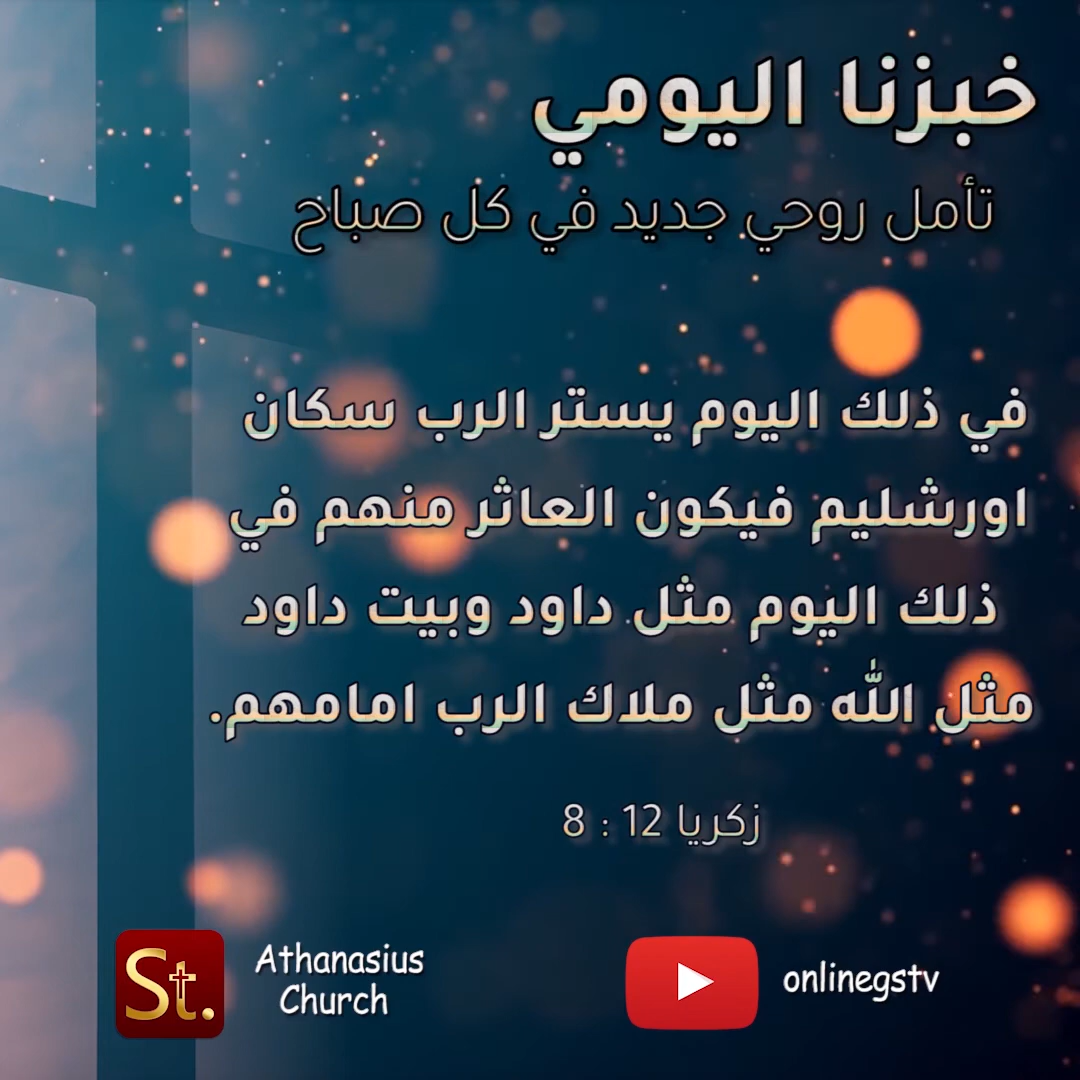 خبزنا اليومي
تأمل روحي جديد في كل صباح
في ذلك اليوم يستر الرب سكان
اورشليم فيكون العاثر منهم في
ذلك اليوم مثل داود وبيت داود
مثل الله مثل ملاك الرب امامهم.
زكريا 12 : 8
St.
Athanasius
Church
onlinegstv